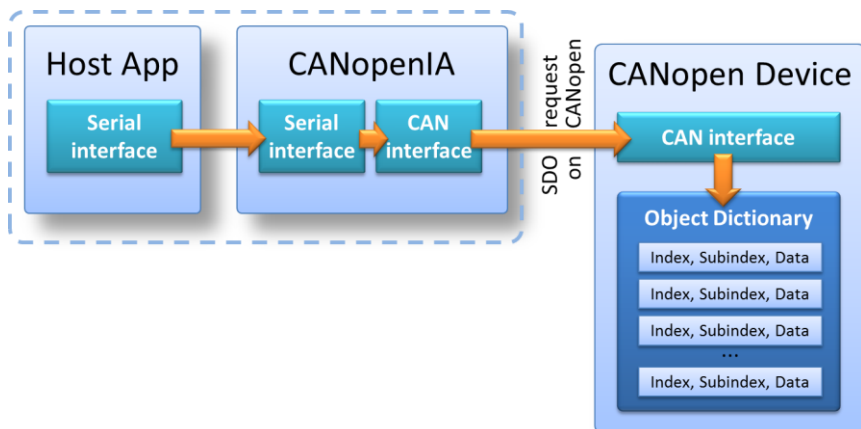 Host App
Serial
interface
CANopenIA
Serial
interface
CAN
interface
SDO request
on CANopen
CANopen Device
CAN interface
Object Dictionary
Index, Subindex, Data
Index, Subindex, Data
Index, Subindex, Data
...
Index, Subindex, Data